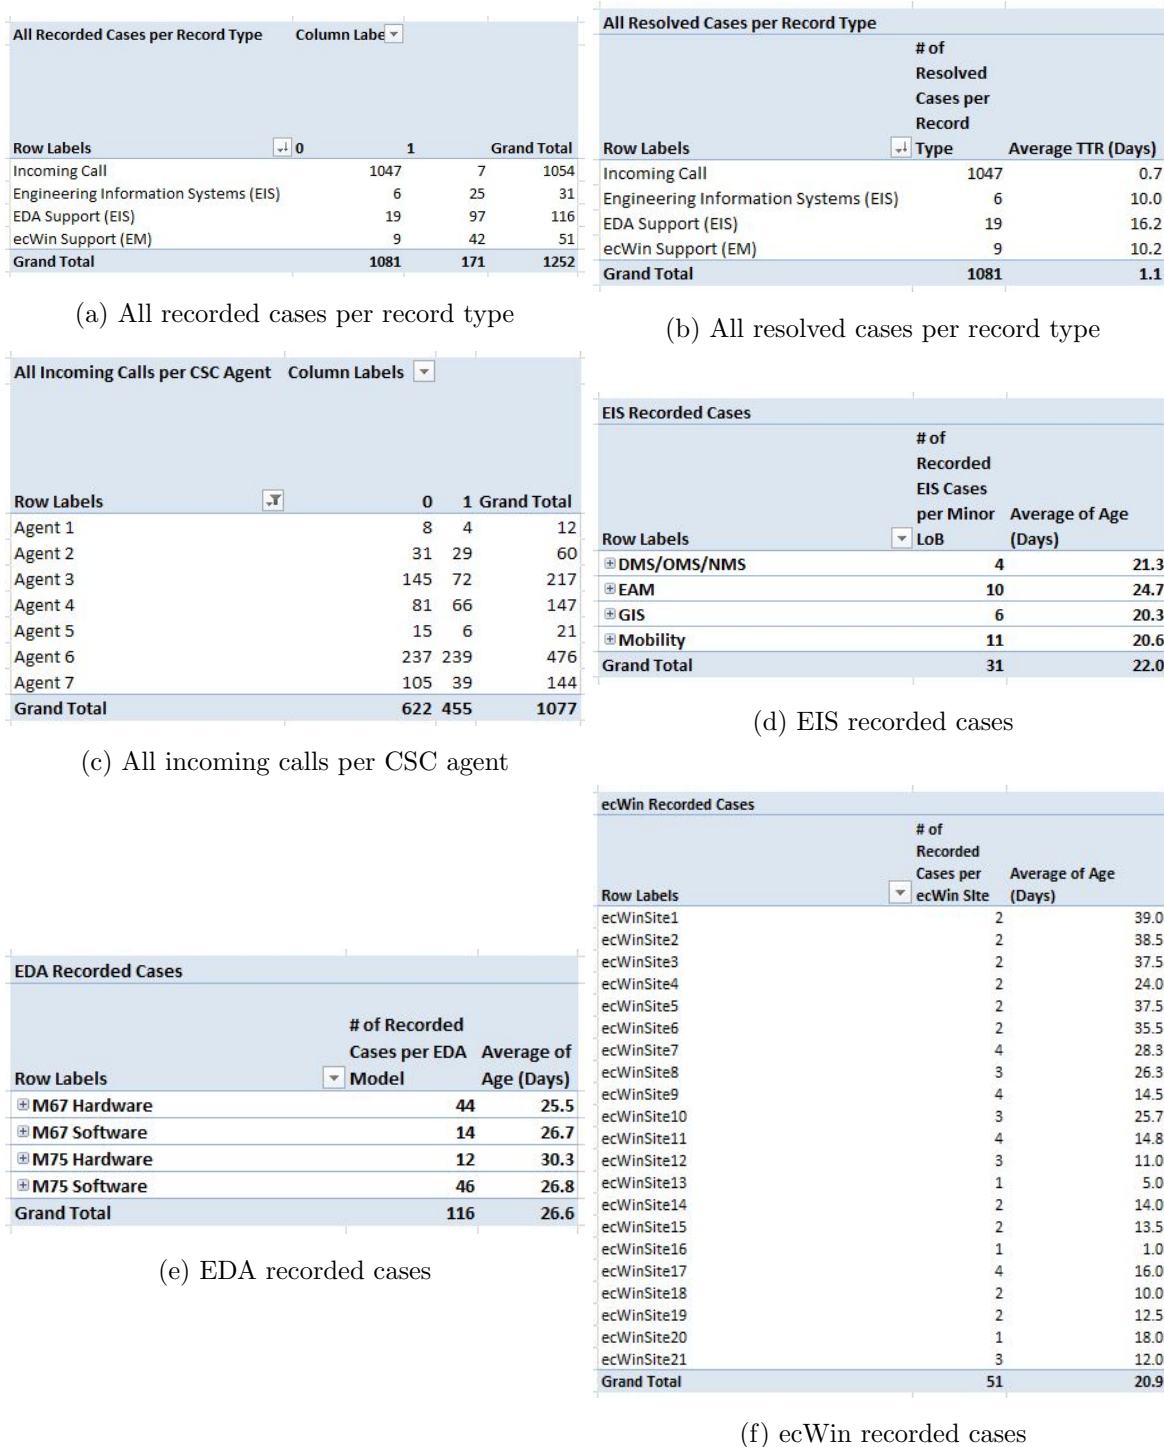 All Recorded Cases per Record Type Column Labe
Row Labels 0 1 Grand Total
Incoming Call 1047 7 1054
Engineering Information Systems (EIS) 6 25 31
EDA Support (EIS) 19 97 116
ecWin Support (EM) 9 42 51
Grand Total 1081 171 1252
(a) All recorded cases per record type
All Resolved Cases per Record Type
# of
Resolved
Cases per
Record
Row Labels Type Average TTR (Days)
Incoming Call 1047 0.7
Engineering Information Systems (EIS) 6 10.0
EDA Support (EIS) 19 16.2
ecWin Support (EM) 9 10.2
Grand Total 1081 1.1
(b) All resolved cases per record type
All Incoming Calls per CSC Agent Column Labels
Row Labels 0 1 Grand Total
Agent 1 8 4 12
Agent 2 31 29 60
Agent 3 145 72 217
Agent 4 81 66 147
Agent 5 15 6 21
Agent 6 237 239 476
Agent 7 105 39 144
Grand Total 622 455 1077
(c) All incoming calls per CSC agent
EIS Recorded Cases
# of
Recorded
EIS Cases
per Minor Average of Age
Row Labels LoB (Days)
DMS/OMS/NMS 4 21.3
EAM 10 24.7
GIS 6 20.3
Mobility 11 20.6
Grand Total 31 22.0
(d) EIS recorded cases
EDA Recorded Cases
# of Recorded
Cases per EDA Average of
Row Labels Model Age (Days)
M67 Hardware 44 25.5
M67 Software 14 26.7
M75 Hardware 12 30.3
M75 Software 46 26.8
Grand Total 116 26.6
(e) EDA recorded cases
ecWin Recorded Cases
# of
Recorded
Cases per Average of Age
Row Labels ecWin SIte (Days)
ecWinSite1 2 39.0
ecWinSite2 2 38.5
ecWinSite3 2 37.5
ecWinSite4 2 24.0
ecWinSite5 2 37.5
ecWinSite6 2 35.5
ecWinSite7 4 28.3
ecWinSite8 3 26.3
ecWinSite9 4 14.5
ecWinSite10 3 25.7
ecWinSite11 4 14.8
ecWinSite12 3 11.0
ecWinSite13 1 5.0
ecWinSite14 2 14.0
ecWinSite15 2 13.5
ecWinSite16 1 1.0
ecWinSite17 4 16.0
ecWinSite18 2 10.0
ecWinSite19 2 12.5
ecWinSite20 1 18.0
ecWinSite21 3 12.0
Grand Total 51 20.9
(f) ecWin recorded cases